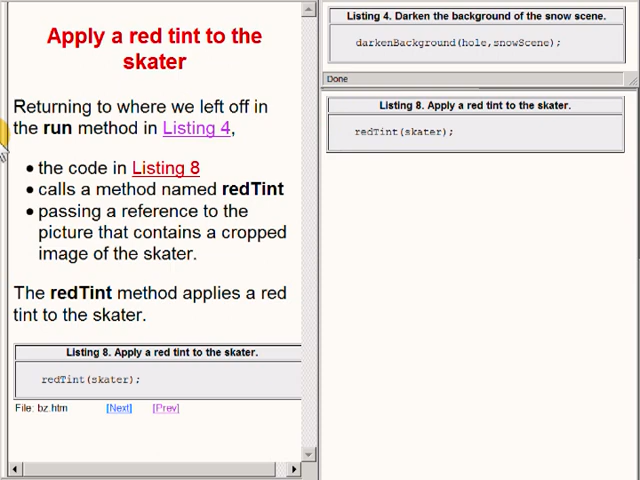 Apply a red tint to the
skater
Returning to where we left off in
the run method in Listing 4,
• the code in Listing 8
• calls a method named redTint
• passing a reference to the
picture that contains a cropped
image of the skater.
The redTint method applies a red
tint to the skater.
Listing 8. Apply a red tint to the skater.
redTint(skater);
File: bz.htm [Next] [Prev]
Listing 4. Darken the background of the snow scene.
darkenBackground(hole,snowScene);
Done
Listing 8. Apply a red tint to the skater.
redTint(skater);